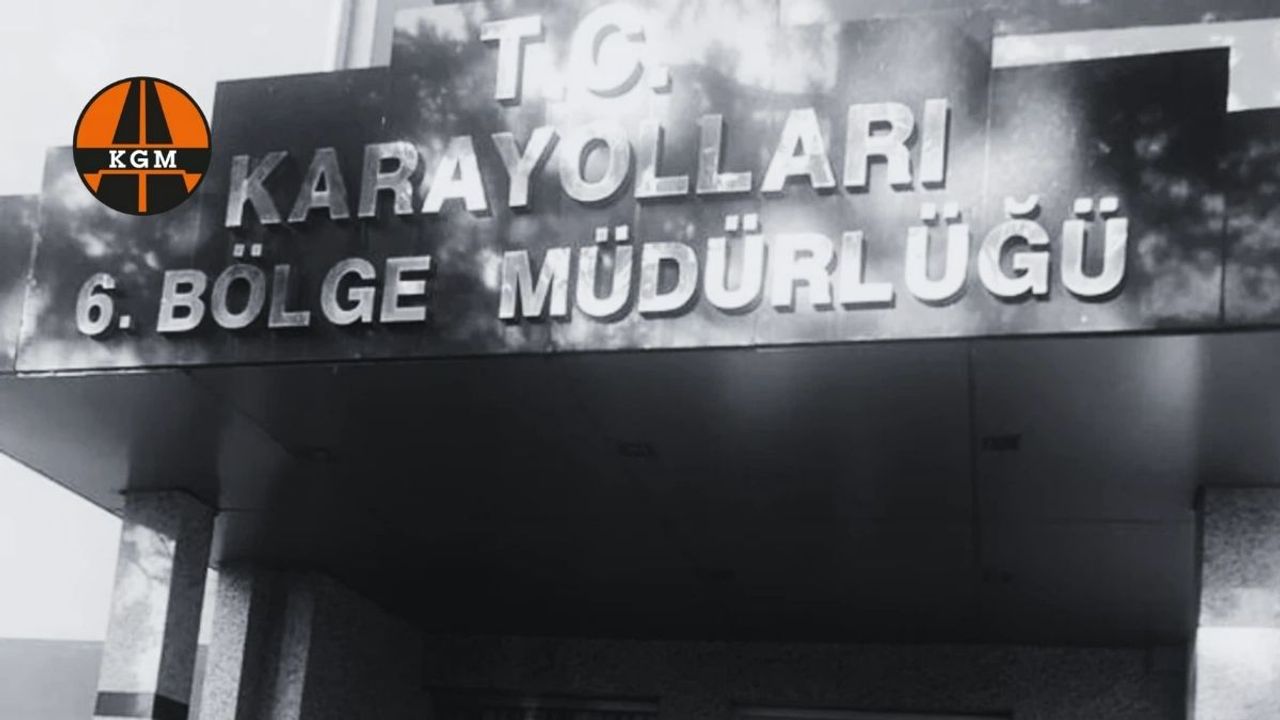 T.C.
KGM
KARAYOLLARI
6. BÖLGE MÜDÜRLÜĞÜ